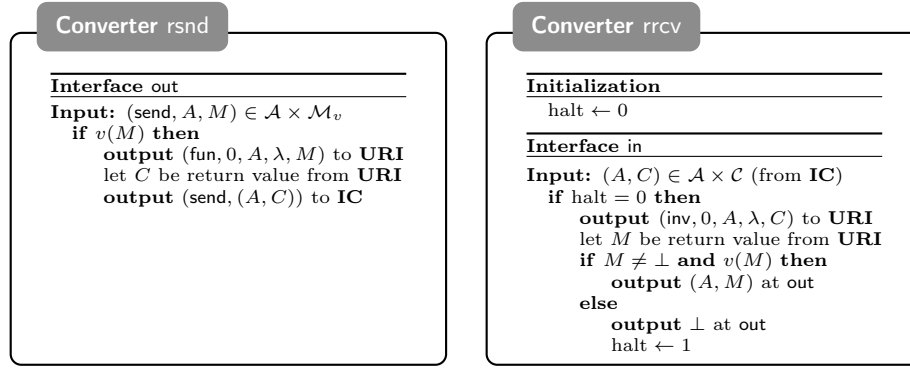 Converter rsnd
Interface out
Input: (send, A, M) ∈ 𝒜 × ℳ_v
if v(M) then
output (fun, 0, A, λ, M) to URI
let C be return value from URI
output (send, (A, C)) to IC
Converter rrcv
Initialization
halt ← 0
Interface in
Input: (A, C) ∈ 𝒜 × 𝒞 (from IC)
if halt = 0 then
output (inv, 0, A, λ, C) to URI
let M be return value from URI
if M ≠ ⊥ and v(M) then
output (A, M) at out
else
output ⊥ at out
halt ← 1